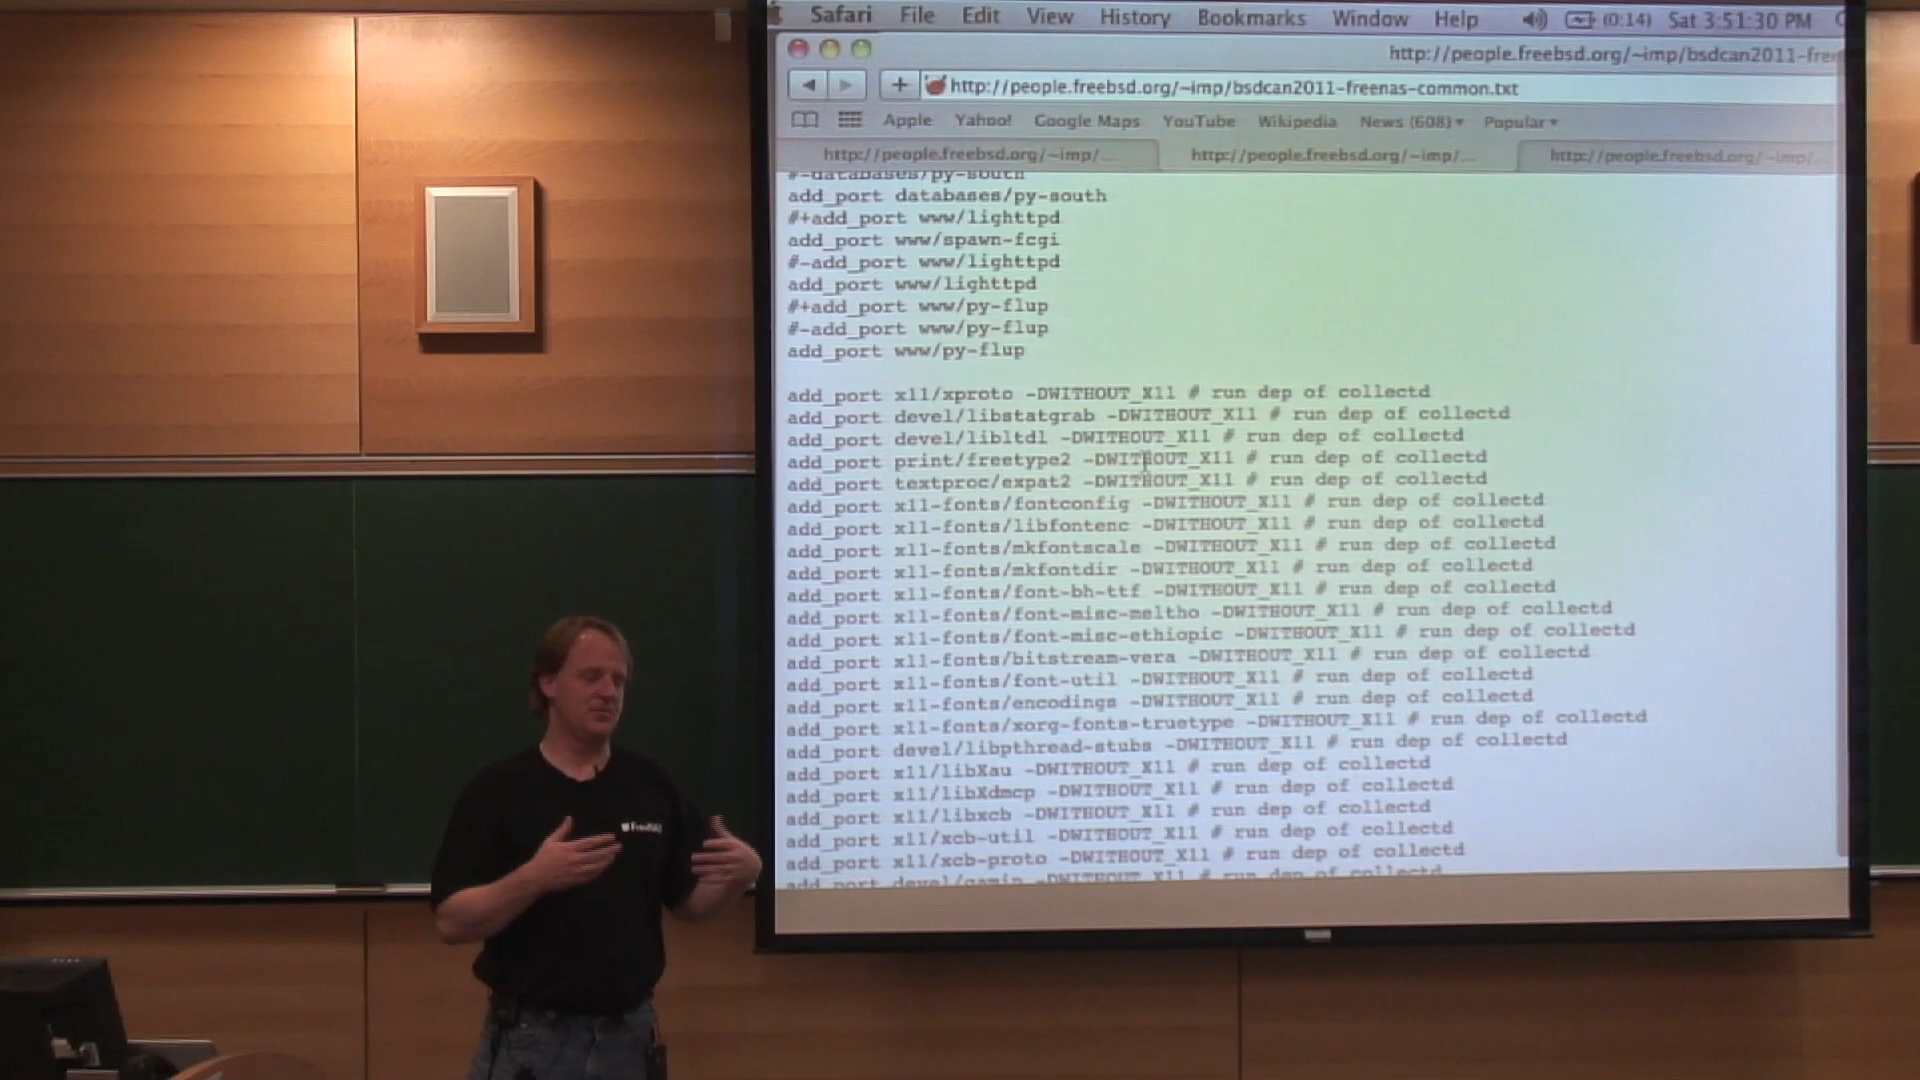 Safari File Edit View History Bookmarks Window Help (0:14) Sat 3:51:30 PM
http://people.freebsd.org/~imp/bsdcan2011-free
http://people.freebsd.org/~imp/bsdcan2011-freenas-common.txt
Apple Yahoo! Google Maps YouTube Wikipedia News (608) Popular
http://people.freebsd.org/~imp/... http://people.freebsd.org/~imp/... http://people.freebsd.org/~imp/...
#-databases/py-south
add_port databases/py-south
#+add_port www/lighttpd
add_port www/spawn-fcgi
#-add_port www/lighttpd
add_port www/lighttpd
#+add_port www/py-flup
#-add_port www/py-flup
add_port www/py-flup
add_port x11/xproto -DWITHOUT_X11 # run dep of collectd
add_port devel/libstatgrab -DWITHOUT_X11 # run dep of collectd
add_port devel/libltdl -DWITHOUT_X11 # run dep of collectd
add_port print/freetype2 -DWITHOUT_X11 # run dep of collectd
add_port textproc/expat2 -DWITHOUT_X11 # run dep of collectd
add_port x11-fonts/fontconfig -DWITHOUT_X11 # run dep of collectd
add_port x11-fonts/libfontenc -DWITHOUT_X11 # run dep of collectd
add_port x11-fonts/mkfontscale -DWITHOUT_X11 # run dep of collectd
add_port x11-fonts/mkfontdir -DWITHOUT_X11 # run dep of collectd
add_port x11-fonts/font-bh-ttf -DWITHOUT_X11 # run dep of collectd
add_port x11-fonts/font-misc-meltho -DWITHOUT_X11 # run dep of collectd
add_port x11-fonts/font-misc-ethiopic -DWITHOUT_X11 # run dep of collectd
add_port x11-fonts/bitstream-vera -DWITHOUT_X11 # run dep of collectd
add_port x11-fonts/font-util -DWITHOUT_X11 # run dep of collectd
add_port x11-fonts/encodings -DWITHOUT_X11 # run dep of collectd
add_port x11-fonts/xorg-fonts-truetype -DWITHOUT_X11 # run dep of collectd
add_port devel/libpthread-stubs -DWITHOUT_X11 # run dep of collectd
add_port x11/libXau -DWITHOUT_X11 # run dep of collectd
add_port x11/libXdmcp -DWITHOUT_X11 # run dep of collectd
add_port x11/libxcb -DWITHOUT_X11 # run dep of collectd
add_port x11/xcb-util -DWITHOUT_X11 # run dep of collectd
add_port x11/xcb-proto -DWITHOUT_X11 # run dep of collectd
add_port devel/gamin -DWITHOUT_X11 # run dep of collectd